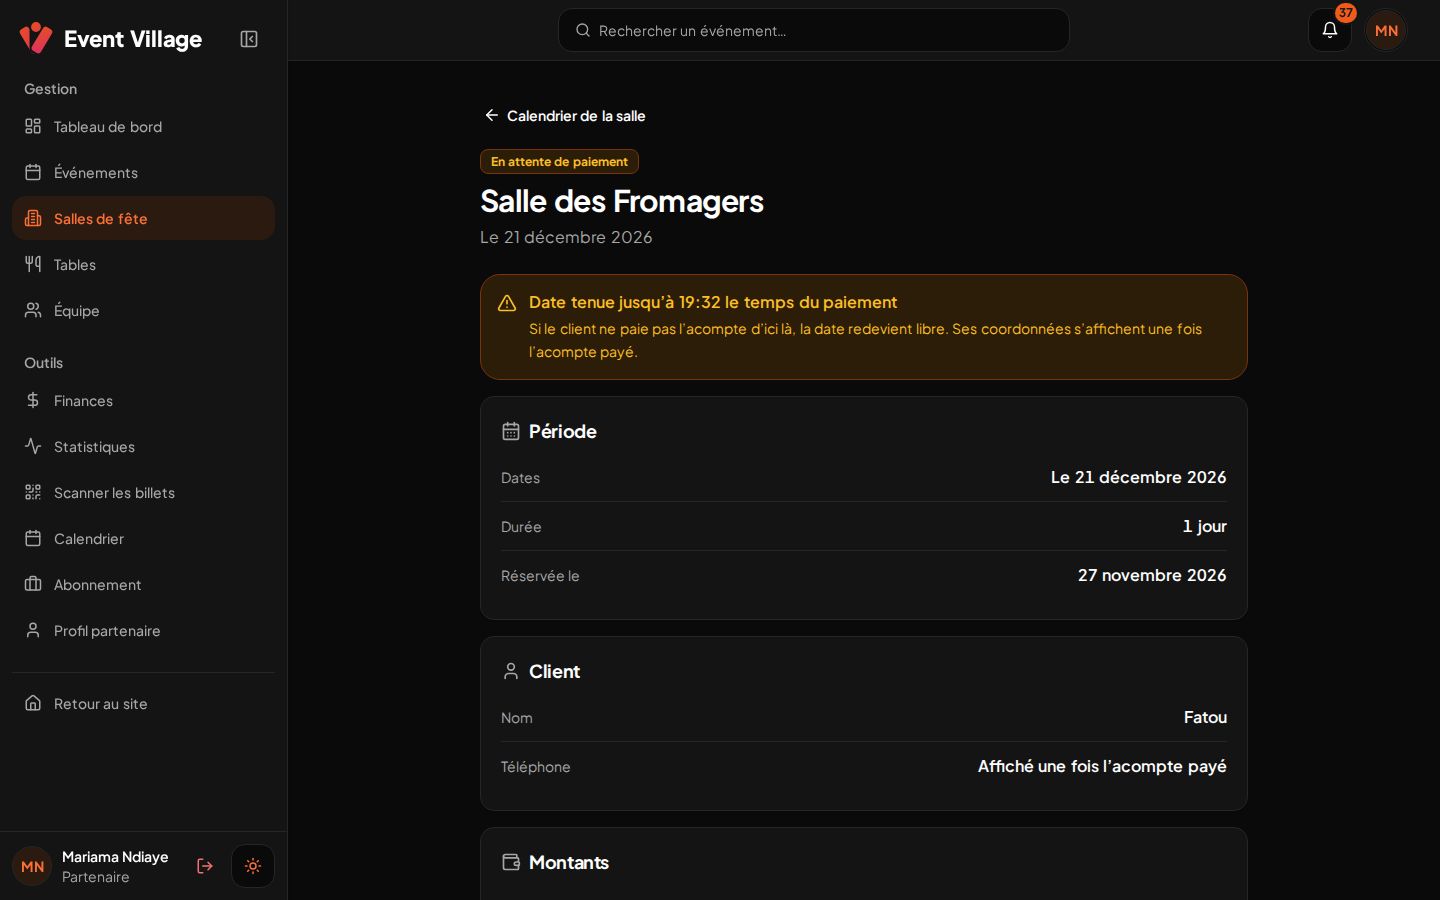 Event Village
Rechercher un événement...
37
MN
Gestion
Tableau de bord
Événements
Salles de fête
Tables
Équipe
Outils
Finances
Statistiques
Scanner les billets
Calendrier
Abonnement
Profil partenaire
Retour au site
MN
Mariama Ndiaye
Partenaire
Calendrier de la salle
En attente de paiement
Salle des Fromagers
Le 21 décembre 2026
Date tenue jusqu’à 19:32 le temps du paiement
Si le client ne paie pas l’acompte d’ici là, la date redevient libre. Ses coordonnées s’affichent une fois
l’acompte payé.
Période
Dates Le 21 décembre 2026
Durée 1 jour
Réservée le 27 novembre 2026
Client
Nom Fatou
Téléphone Affiché une fois l’acompte payé
Montants